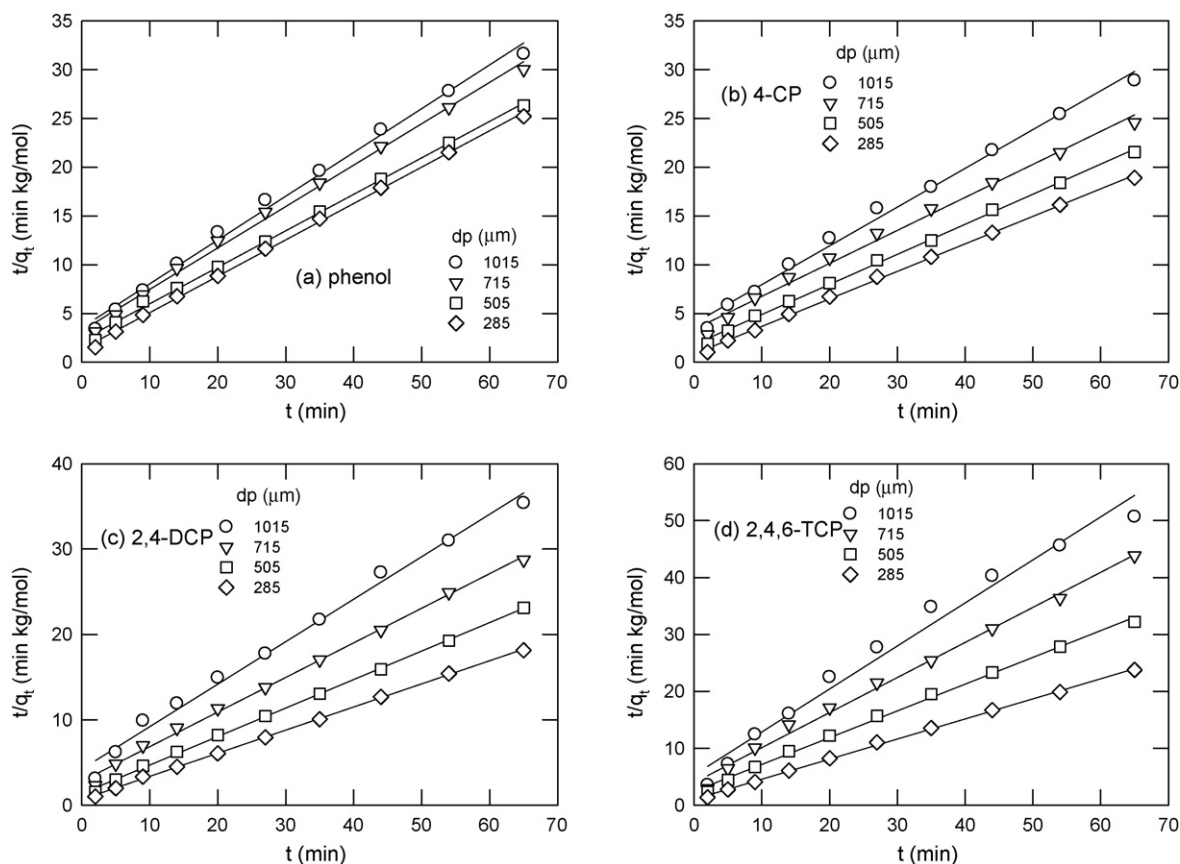 35
30
25
20
15
10
5
0
t/qt (min kg/mol)
(a) phenol
dp (μm)
1015
715
505
285
0 10 20 30 40 50 60 70
t (min)
35
30
25
20
15
10
5
0
t/qt (min kg/mol)
(b) 4-CP
dp (μm)
1015
715
505
285
0 10 20 30 40 50 60 70
t (min)
40
30
20
10
0
t/qt (min kg/mol)
(c) 2,4-DCP
dp (μm)
1015
715
505
285
0 10 20 30 40 50 60 70
t (min)
60
50
40
30
20
10
0
t/qt (min kg/mol)
(d) 2,4,6-TCP
dp (μm)
1015
715
505
285
0 10 20 30 40 50 60 70
t (min)